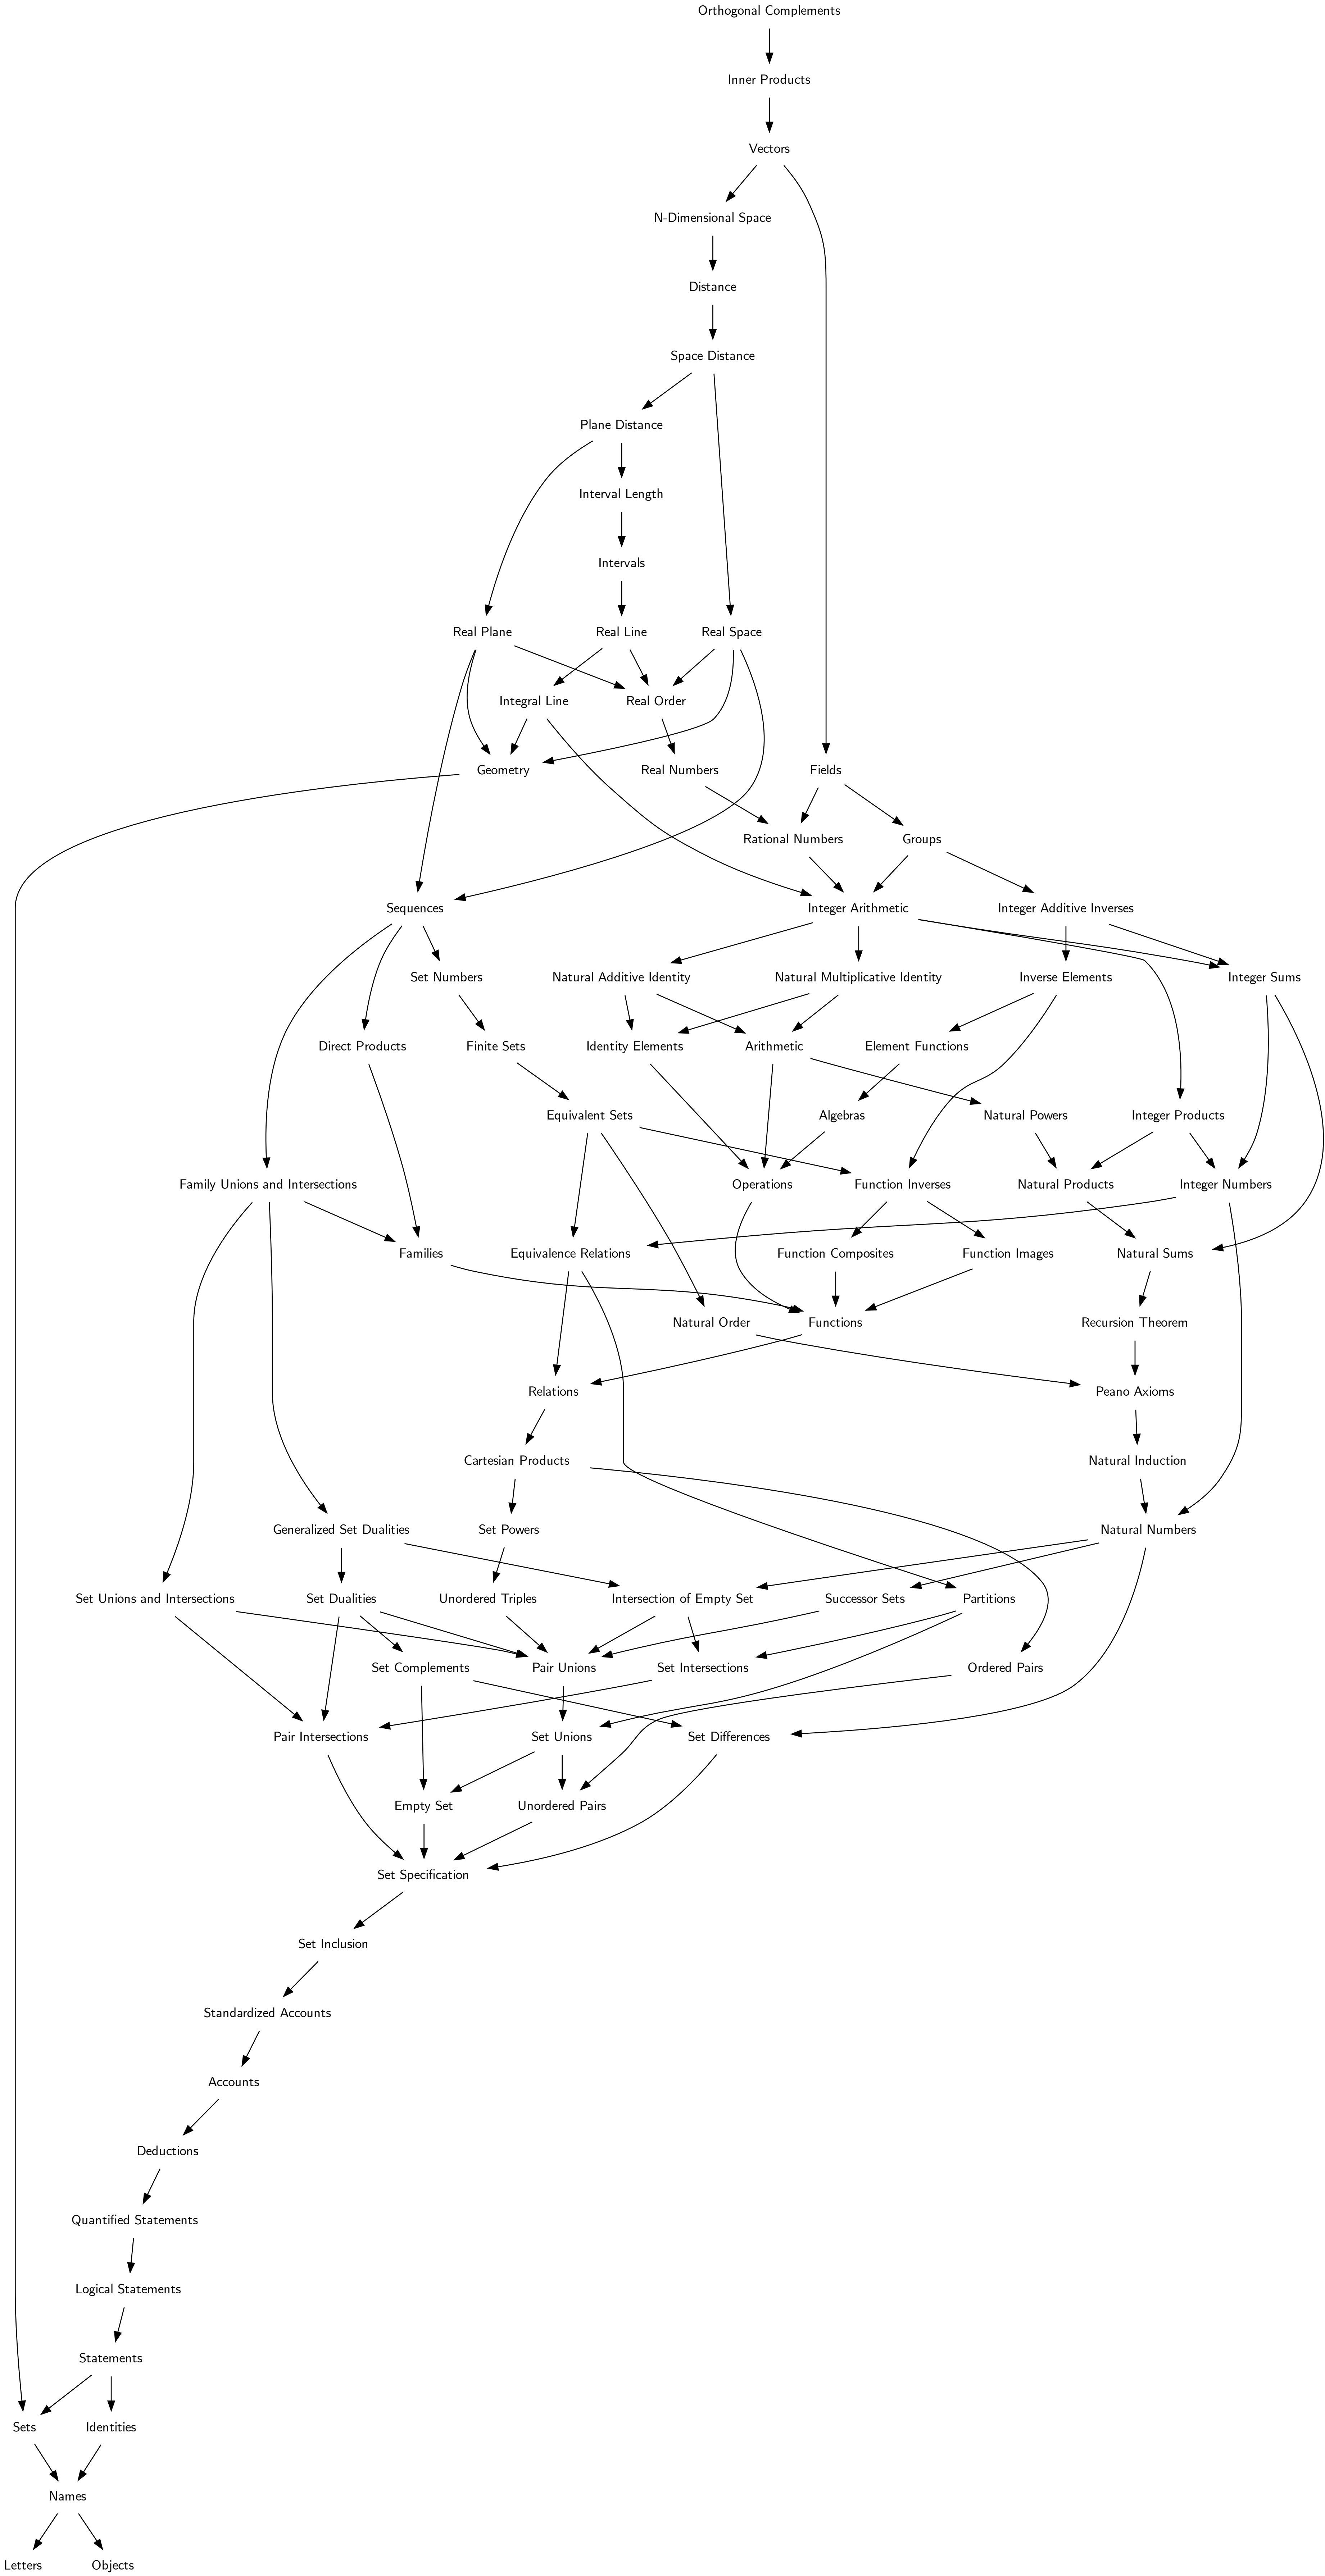 Orthogonal Complements
Inner Products
Vectors
N-Dimensional Space
Distance
Space Distance
Plane Distance
Interval Length
Intervals
Real Plane
Real Line
Real Space
Integral Line
Real Order
Geometry
Real Numbers
Fields
Rational Numbers
Groups
Sequences
Integer Arithmetic
Integer Additive Inverses
Set Numbers
Natural Additive Identity
Natural Multiplicative Identity
Inverse Elements
Integer Sums
Direct Products
Finite Sets
Identity Elements
Arithmetic
Element Functions
Equivalent Sets
Algebras
Natural Powers
Integer Products
Family Unions and Intersections
Operations
Function Inverses
Natural Products
Integer Numbers
Families
Equivalence Relations
Function Composites
Function Images
Natural Sums
Natural Order
Functions
Recursion Theorem
Relations
Peano Axioms
Cartesian Products
Natural Induction
Generalized Set Dualities
Set Powers
Natural Numbers
Set Unions and Intersections
Set Dualities
Unordered Triples
Intersection of Empty Set
Successor Sets
Partitions
Set Complements
Pair Unions
Set Intersections
Ordered Pairs
Pair Intersections
Set Unions
Set Differences
Empty Set
Unordered Pairs
Set Specification
Set Inclusion
Standardized Accounts
Accounts
Deductions
Quantified Statements
Logical Statements
Statements
Sets
Identities
Names
Letters
Objects